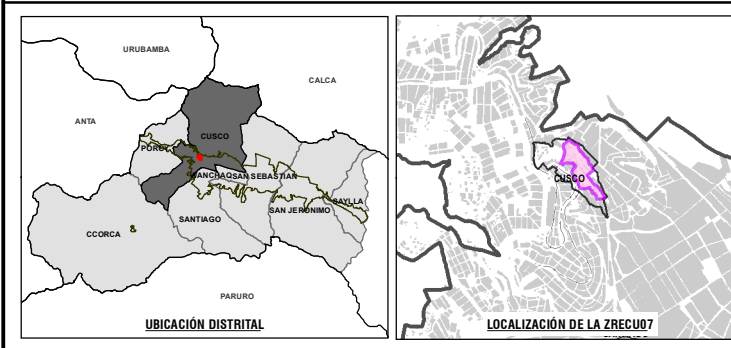 URUBAMBA
CALCA
ANTA
CUSCO
POROY
WANCHAQ
SAN SEBASTIAN
SAYLLA
SAN JERONIMO
SANTIAGO
CCORCA
PARURO
UBICACIÓN DISTRITAL
CUSCO
LOCALIZACIÓN DE LA ZRECU07